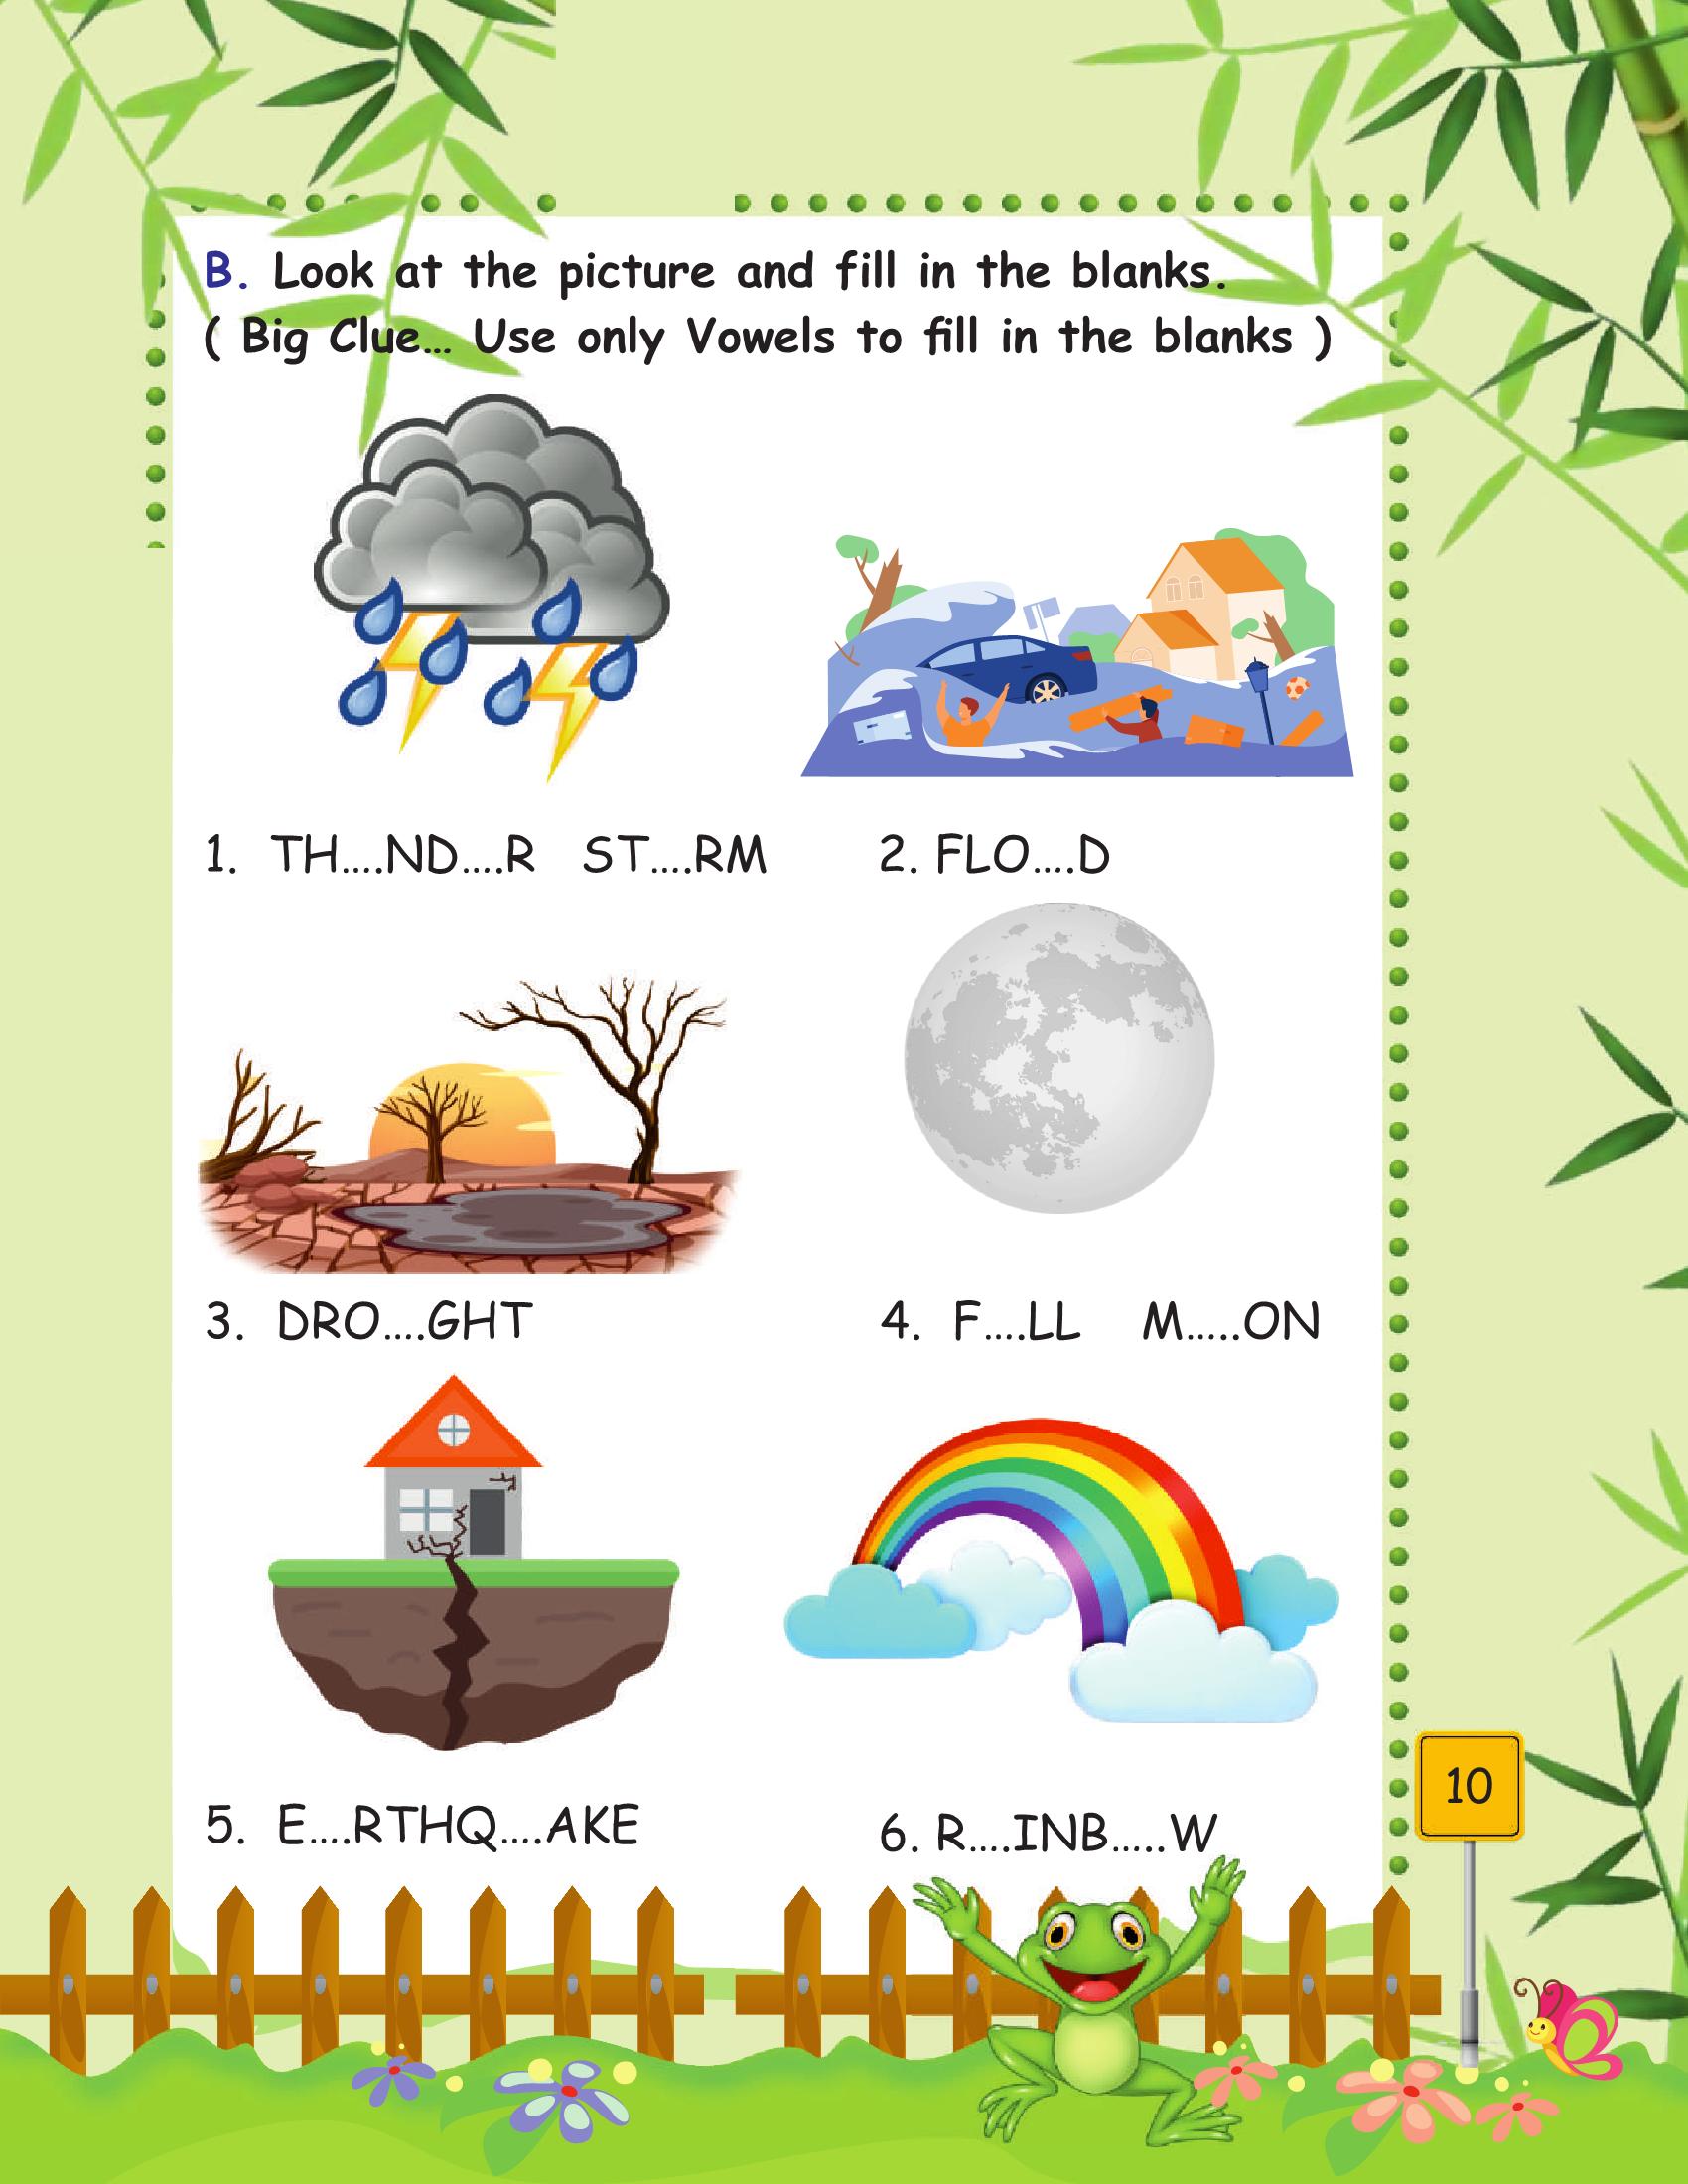 B. Look at the picture and fill in the blanks.
( Big Clue... Use only Vowels to fill in the blanks )
1. TH....ND....R ST....RM
2. FLO....D
3. DRO....GHT
4. F....LL M.....ON
5. E....RTHQ....AKE
6. R....INB.....W
10